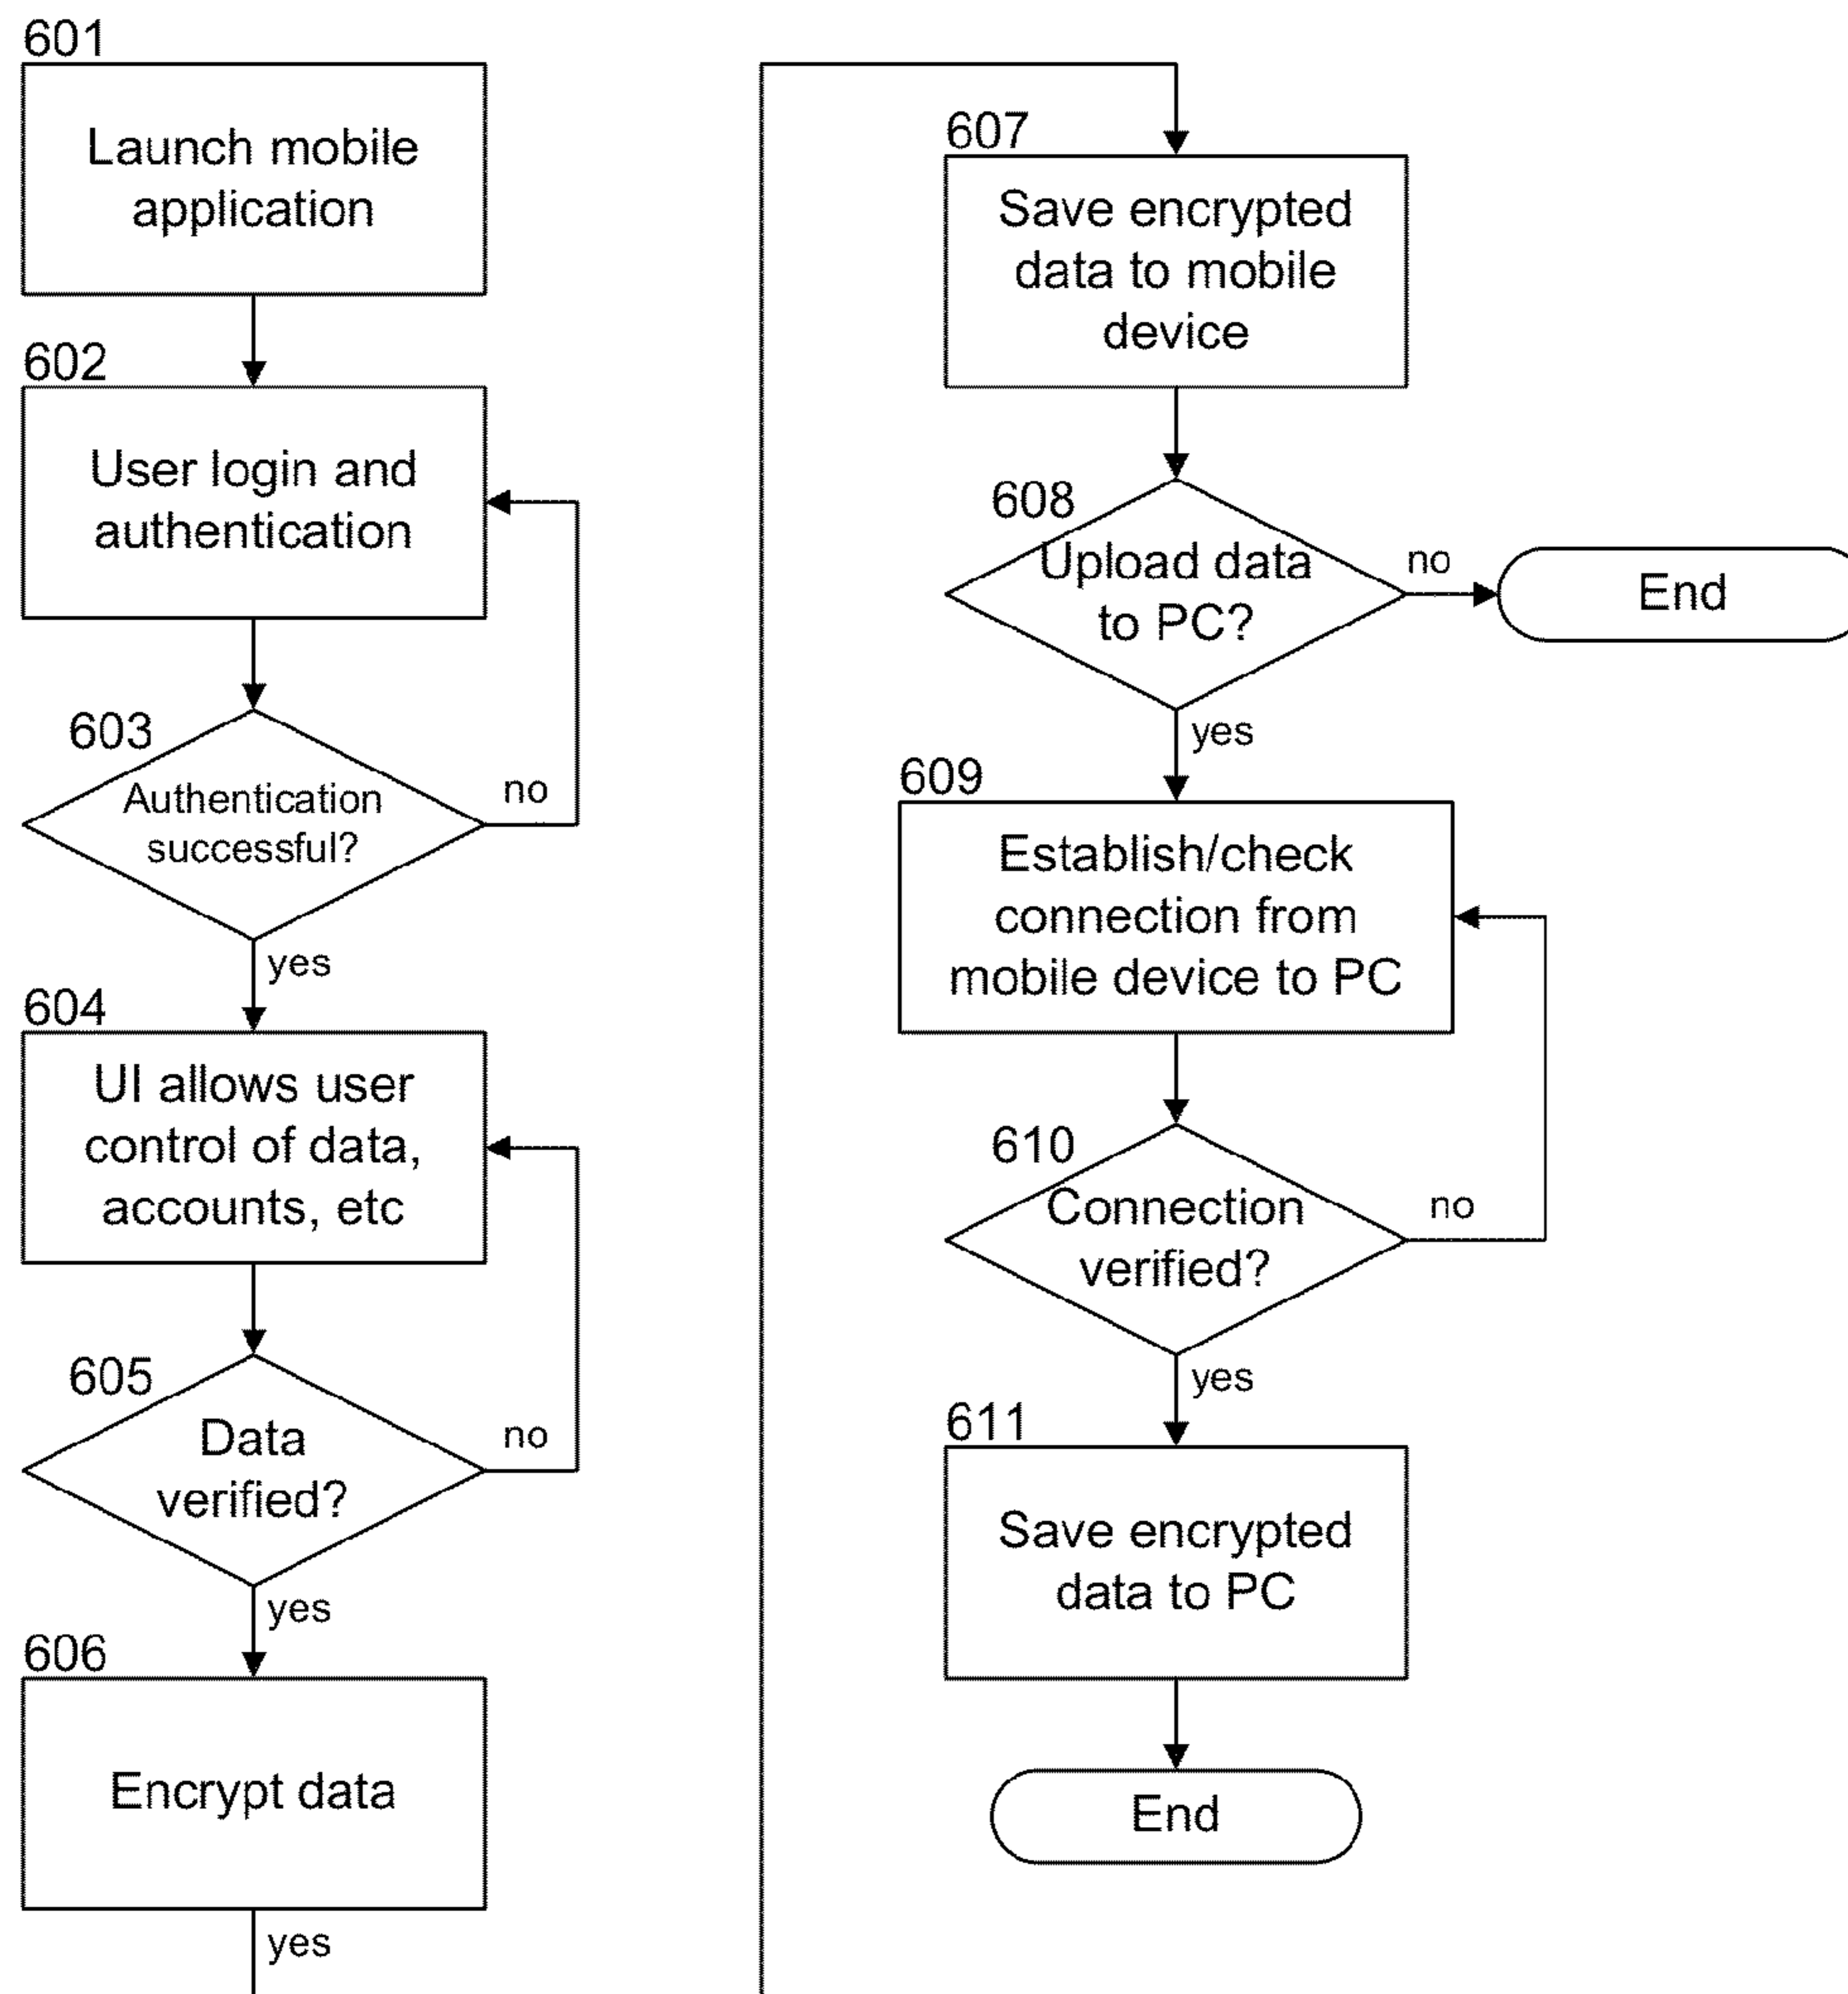 601
Launch mobile
application
602
User login and
authentication
603
Authentication
successful?
no
yes
604
UI allows user
control of data,
accounts, etc
605
Data
verified?
no
yes
606
Encrypt data
yes
607
Save encrypted
data to mobile
device
608
Upload data
to PC?
no
End
yes
609
Establish/check
connection from
mobile device to PC
610
Connection
verified?
no
yes
611
Save encrypted
data to PC
End